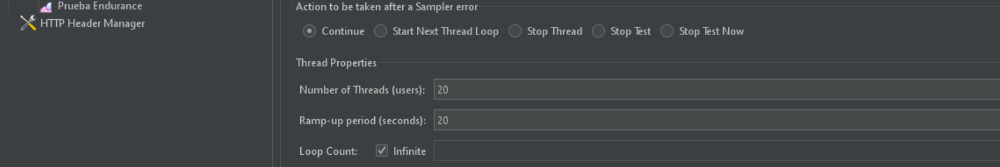 Prueba Endurance
HTTP Header Manager
Action to be taken after a Sampler error
Continue Start Next Thread Loop Stop Thread Stop Test Stop Test Now
Thread Properties
Number of Threads (users): 20
Ramp-up period (seconds): 20
Loop Count: Infinite